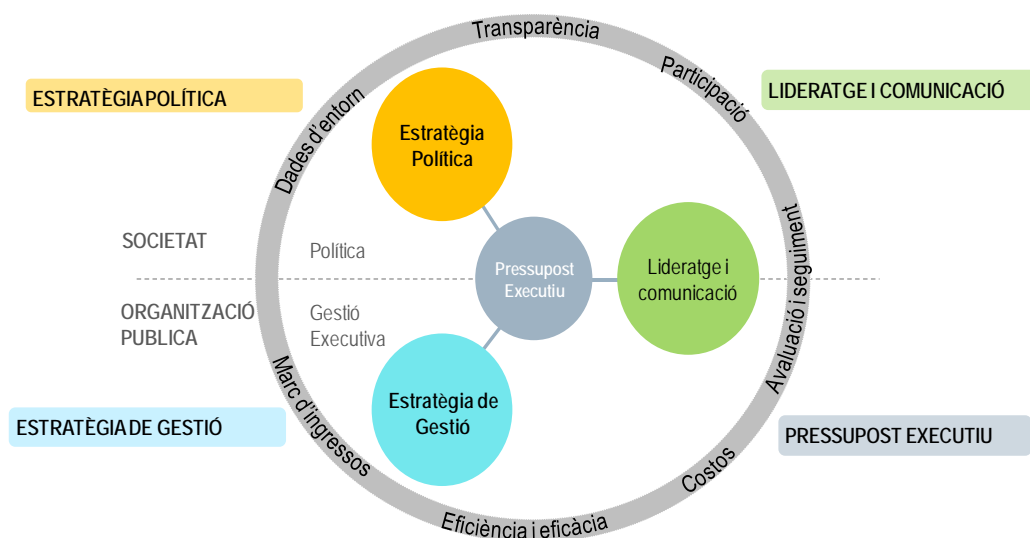 Transparència
Participació
ESTRATÈGIA POLÍTICA
LIDERATGE I COMUNICACIÓ
Dades d'entorn
Estratègia
Política
SOCIETAT
Política
Pressupost
Executiu
Lideratge i
comunicació
Avaluació i seguiment
ORGANITZACIÓ
PUBLICA
Gestió
Executiva
Marc d'ingressos
Estratègia de
Gestió
ESTRATÈGIA DE GESTIÓ
PRESSUPOST EXECUTIU
Costos
Eficiència i eficàcia